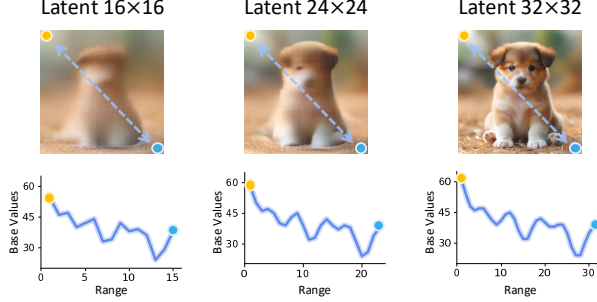 Latent 16×16
Latent 24×24
Latent 32×32
Base Values
60
45
30
0
5
10
15
Range
Base Values
60
45
30
0
10
20
Range
Base Values
60
45
30
0
10
20
30
Range